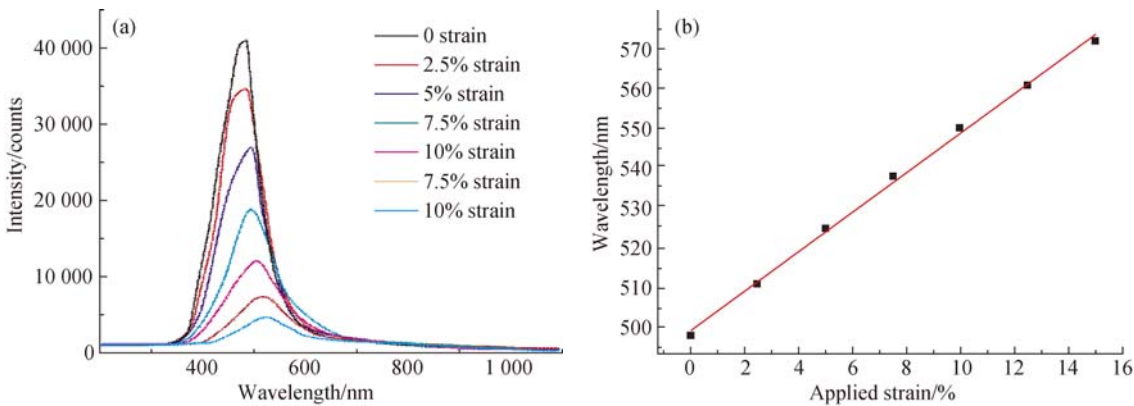 (a)
40 000
30 000
20 000
10 000
0
Intensity/counts
0 strain
2.5% strain
5% strain
7.5% strain
10% strain
7.5% strain
10% strain
400
600
800
1 000
Wavelength/nm
(b)
570
560
550
540
530
520
510
500
Wavelength/nm
0
2
4
6
8
10
12
14
16
Applied strain/%